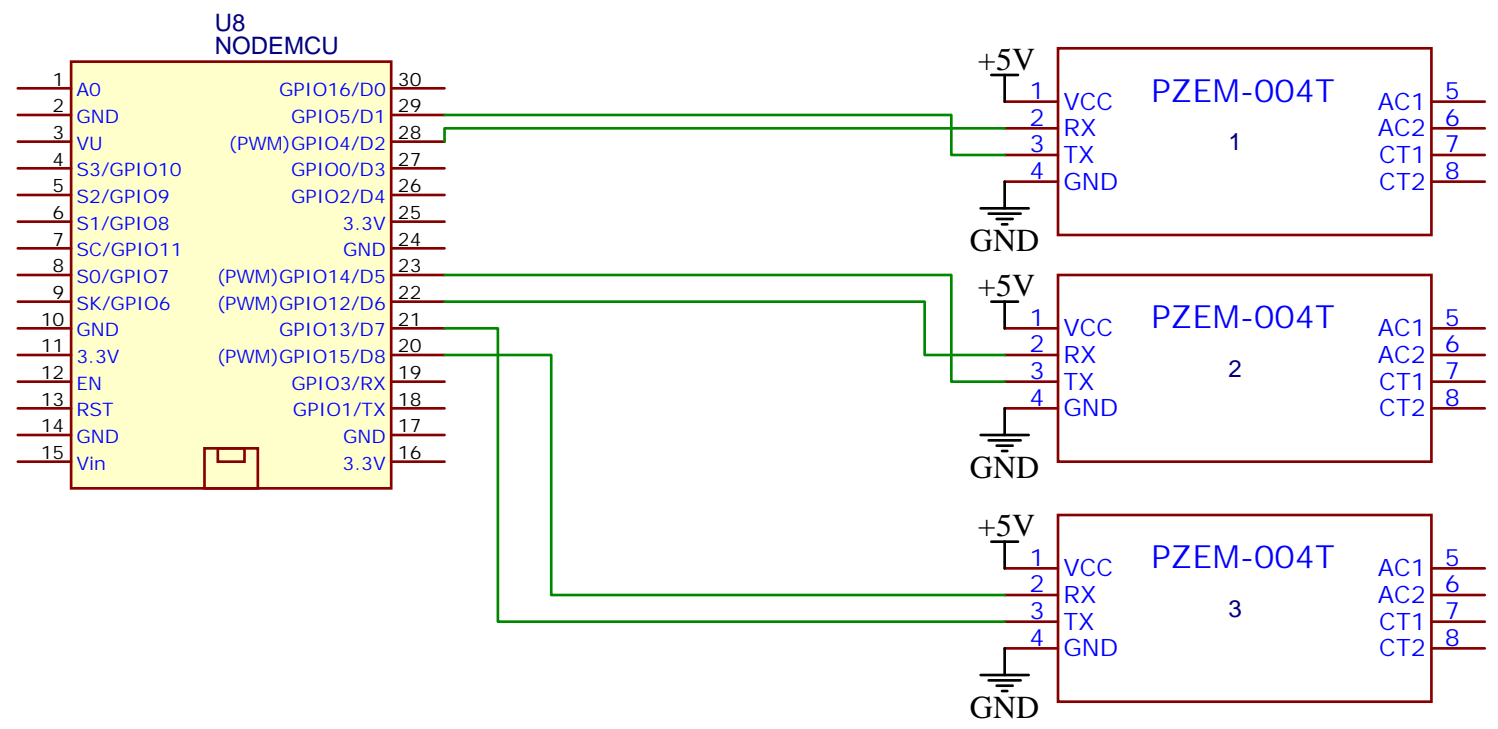 U8
NODEMCU
1 A0 GPIO16/D0 30
2 GND GPIO5/D1 29
3 VU (PWM)GPIO4/D2 28
4 S3/GPIO10 GPIO0/D3 27
5 S2/GPIO9 GPIO2/D4 26
6 S1/GPIO8 3.3V 25
7 SC/GPIO11 GND 24
8 S0/GPIO7 (PWM)GPIO14/D5 23
9 SK/GPIO6 (PWM)GPIO12/D6 22
10 GND GPIO13/D7 21
11 3.3V (PWM)GPIO15/D8 20
12 EN GPIO3/RX 19
13 RST GPIO1/TX 18
14 GND GND 17
15 Vin 3.3V 16
+5V
PZEM-004T
1
1 VCC AC1 5
2 RX AC2 6
3 TX CT1 7
4 GND CT2 8
GND
+5V
PZEM-004T
2
1 VCC AC1 5
2 RX AC2 6
3 TX CT1 7
4 GND CT2 8
GND
+5V
PZEM-004T
3
1 VCC AC1 5
2 RX AC2 6
3 TX CT1 7
4 GND CT2 8
GND